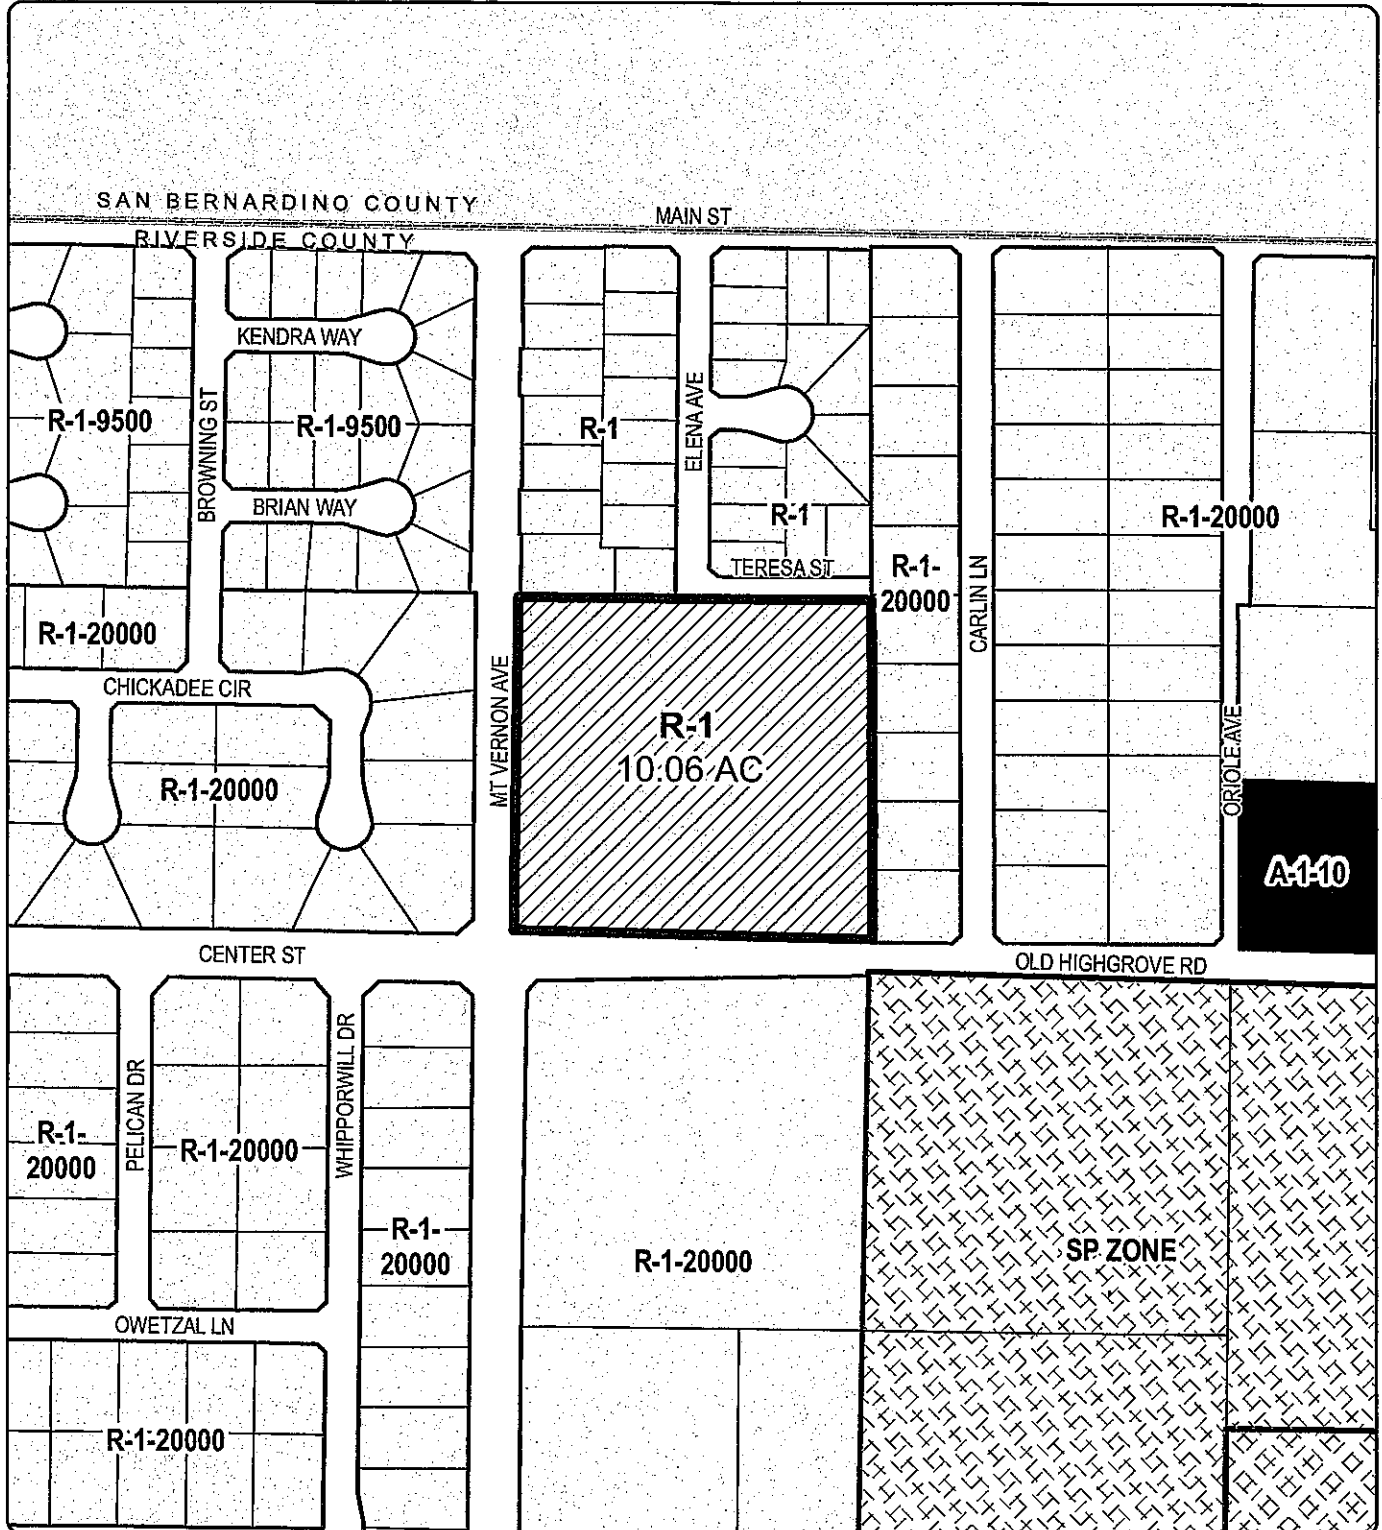 SAN BERNARDINO COUNTY
MAIN ST
RIVERSIDE COUNTY
KENDRA WAY
R-1-9500
BROWNING ST
R-1-9500
R-1
ELENA AVE
BRIAN WAY
R-1
R-1-20000
TERESA ST
R-1-
20000
CARLIN LN
R-1-20000
CHICKADEE CIR
MT VERNON AVE
R-1
10.06 AC
R-1-20000
ORIOLE AVE
A-1-10
CENTER ST
OLD HIGHGROVE RD
PELICAN DR
WHIPPORWILL DR
R-1-
20000
R-1-20000
R-1-
20000
R-1-20000
SP ZONE
OWETZAL LN
R-1-20000